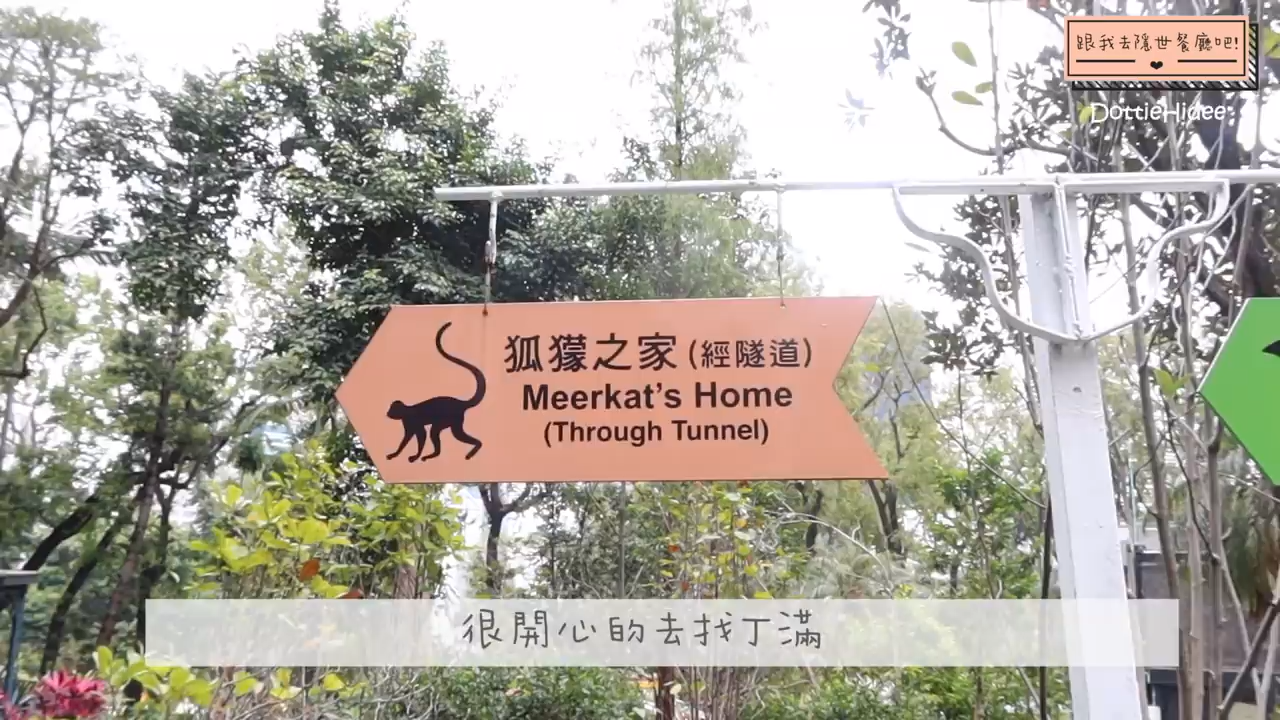 跟我去隱世餐廳吧!
DottieHidee
狐獴之家(經隧道)
Meerkat's Home
(Through Tunnel)
很開心的去找丁滿